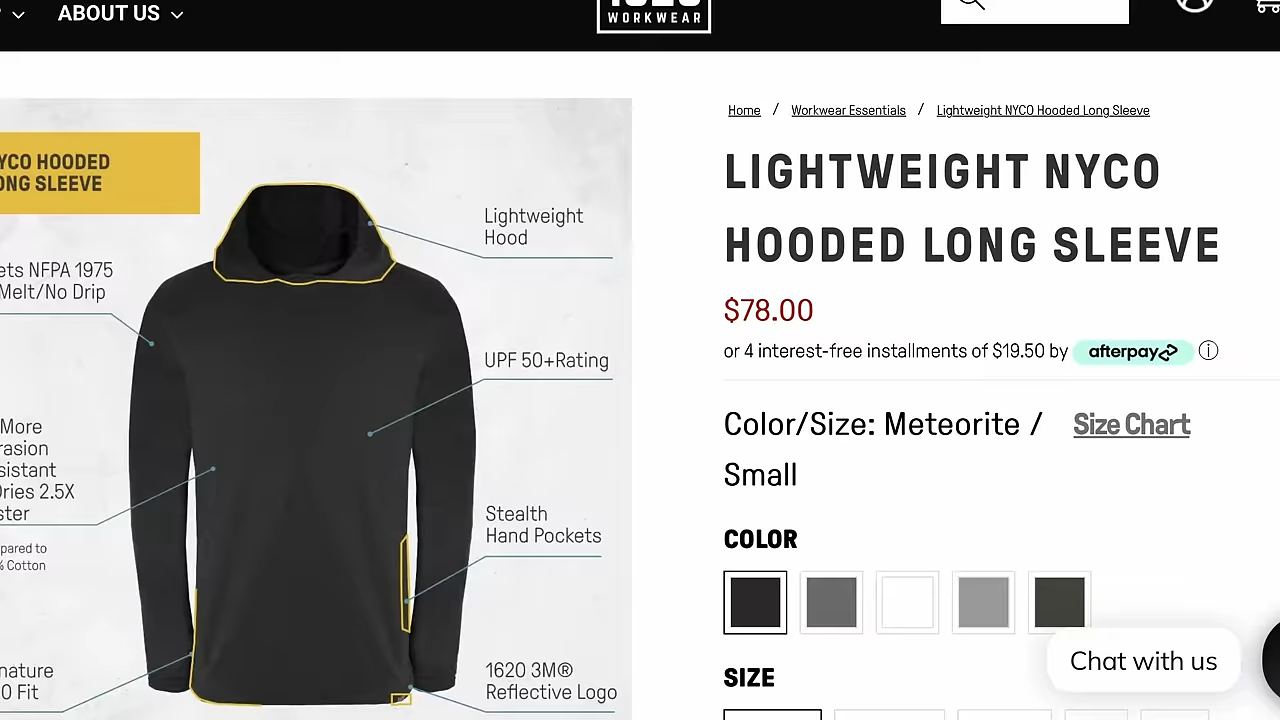 ABOUT US
WORKWEAR
Home / Workwear Essentials / Lightweight NYCO Hooded Long Sleeve
YCO HOODED
ONG SLEEVE
Lightweight
Hood
ets NFPA 1975
Melt/No Drip
UPF 50+Rating
More
rasion
sistant
Dries 2.5X
ster
pared to
% Cotton
Stealth
Hand Pockets
nature
0 Fit
1620 3M®
Reflective Logo
LIGHTWEIGHT NYCO
HOODED LONG SLEEVE
$78.00
or 4 interest-free installments of $19.50 by afterpay
Color/Size: Meteorite / Size Chart
Small
COLOR
Chat with us
SIZE